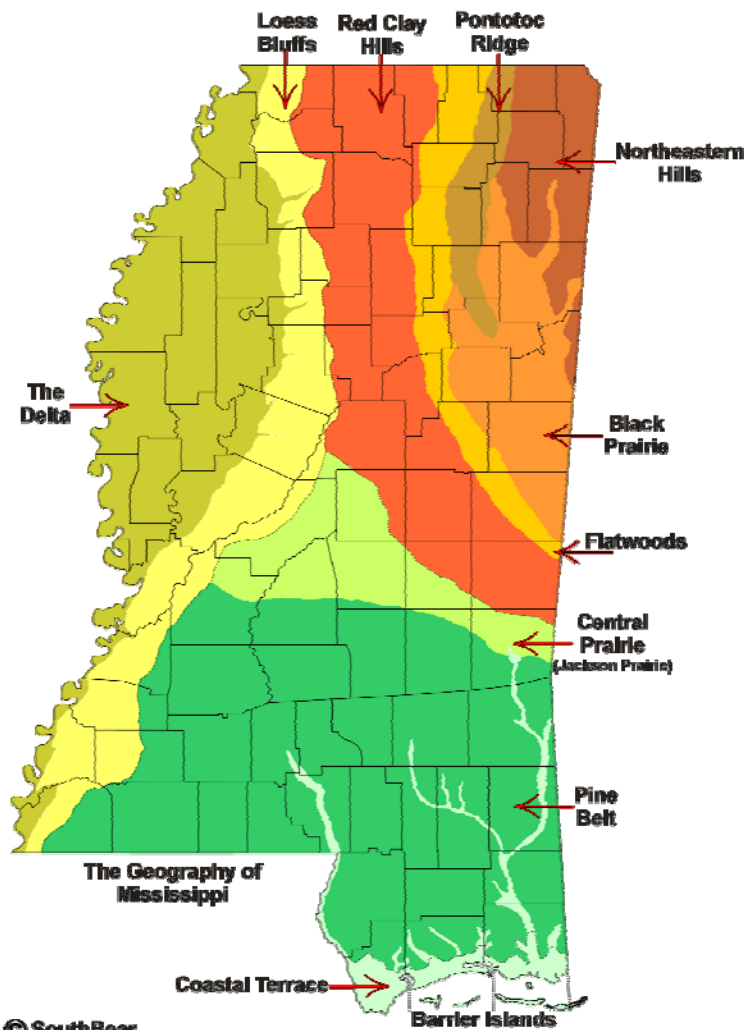 Loess
Bluffs
Red Clay
Hills
Pontotoc
Ridge
Northeastern
Hills
The
Delta
Black
Prairie
Flatwoods
Central
Prairie
(Jackson Prairie)
Pine
Belt
The Geography of
Mississippi
Coastal Terrace
Barrier Islands
© SouthBear